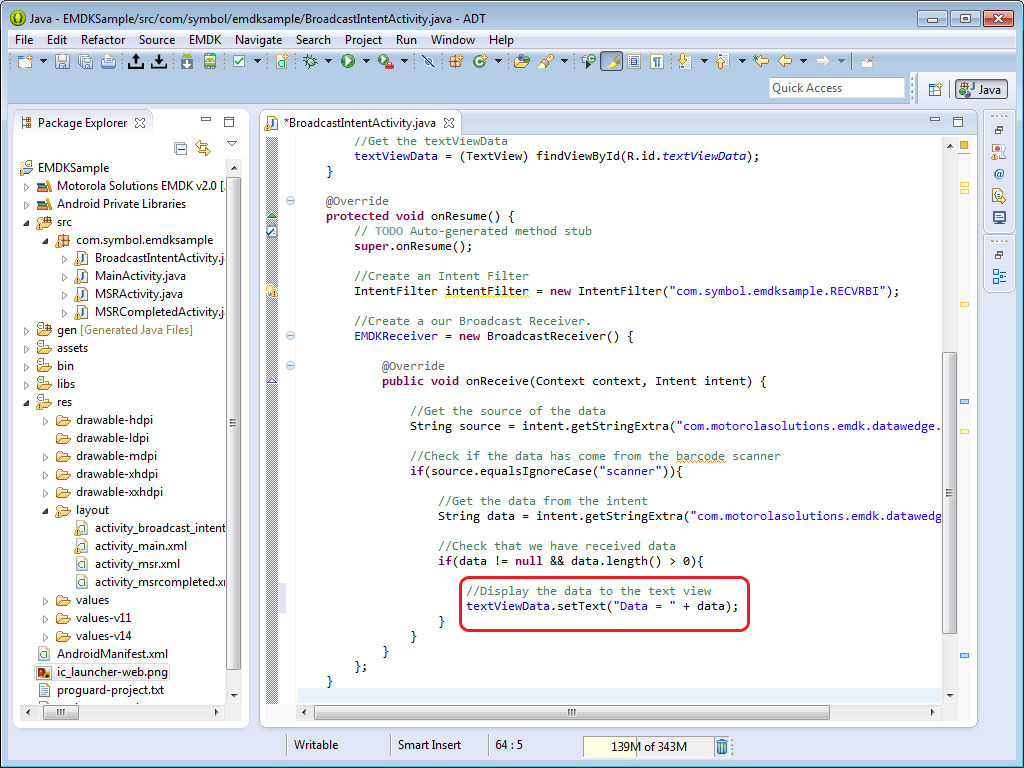 Java - EMDKSample/src/com/symbol/emdksample/BroadcastIntentActivity.java - ADT
File Edit Refactor Source EMDK Navigate Search Project Run Window Help
Quick Access
Java
Package Explorer
EMDKSample
Motorola Solutions EMDK v2.0 [
Android Private Libraries
src
com.symbol.emdksample
BroadcastIntentActivity.j
MainActivity.java
MSRActivity.java
MSRCompletedActivity.j
gen [Generated Java Files]
assets
bin
libs
res
drawable-hdpi
drawable-ldpi
drawable-mdpi
drawable-xhdpi
drawable-xxhdpi
layout
activity_broadcast_intent
activity_main.xml
activity_msr.xml
activity_msrcompleted.x
values
values-v11
values-v14
AndroidManifest.xml
ic_launcher-web.png
proguard-project.txt
*BroadcastIntentActivity.java
//Get the textViewData
textViewData = (TextView) findViewById(R.id.textViewData);
}
@Override
protected void onResume() {
// TODO Auto-generated method stub
super.onResume();
//Create an Intent Filter
IntentFilter intentFilter = new IntentFilter("com.symbol.emdksample.RECVRBI");
//Create a our Broadcast Receiver.
EMDKReceiver = new BroadcastReceiver() {
@Override
public void onReceive(Context context, Intent intent) {
//Get the source of the data
String source = intent.getStringExtra("com.motorolasolutions.emdk.datawedge.
//Check if the data has come from the barcode scanner
if(source.equalsIgnoreCase("scanner")){
//Get the data from the intent
String data = intent.getStringExtra("com.motorolasolutions.emdk.datawedg
//Check that we have received data
if(data != null && data.length() > 0){
//Display the data to the text view
textViewData.setText("Data = " + data);
}
}
}
};
}
Writable
Smart Insert
64 : 5
139M of 343M